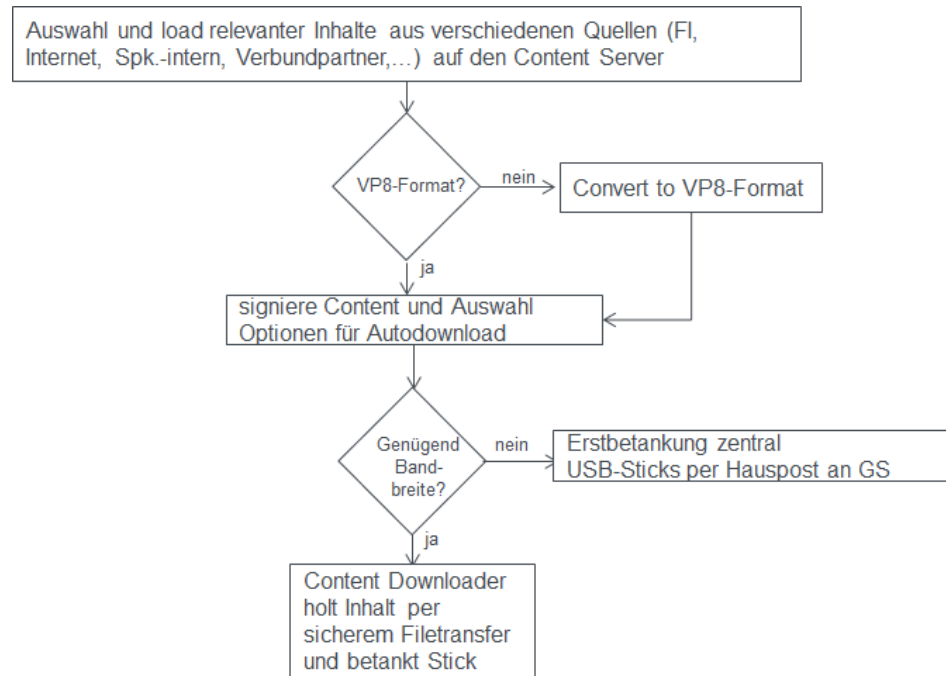 Auswahl und load relevanter Inhalte aus verschiedenen Quellen (FI,
Internet, Spk.-intern, Verbundpartner,...) auf den Content Server
VP8-Format?
nein
Convert to VP8-Format
ja
signiere Content und Auswahl
Optionen für Autodownload
Genügend
Band-
breite?
nein
Erstbetankung zentral
USB-Sticks per Hauspost an GS
ja
Content Downloader
holt Inhalt per
sicherem Filetransfer
und betankt Stick